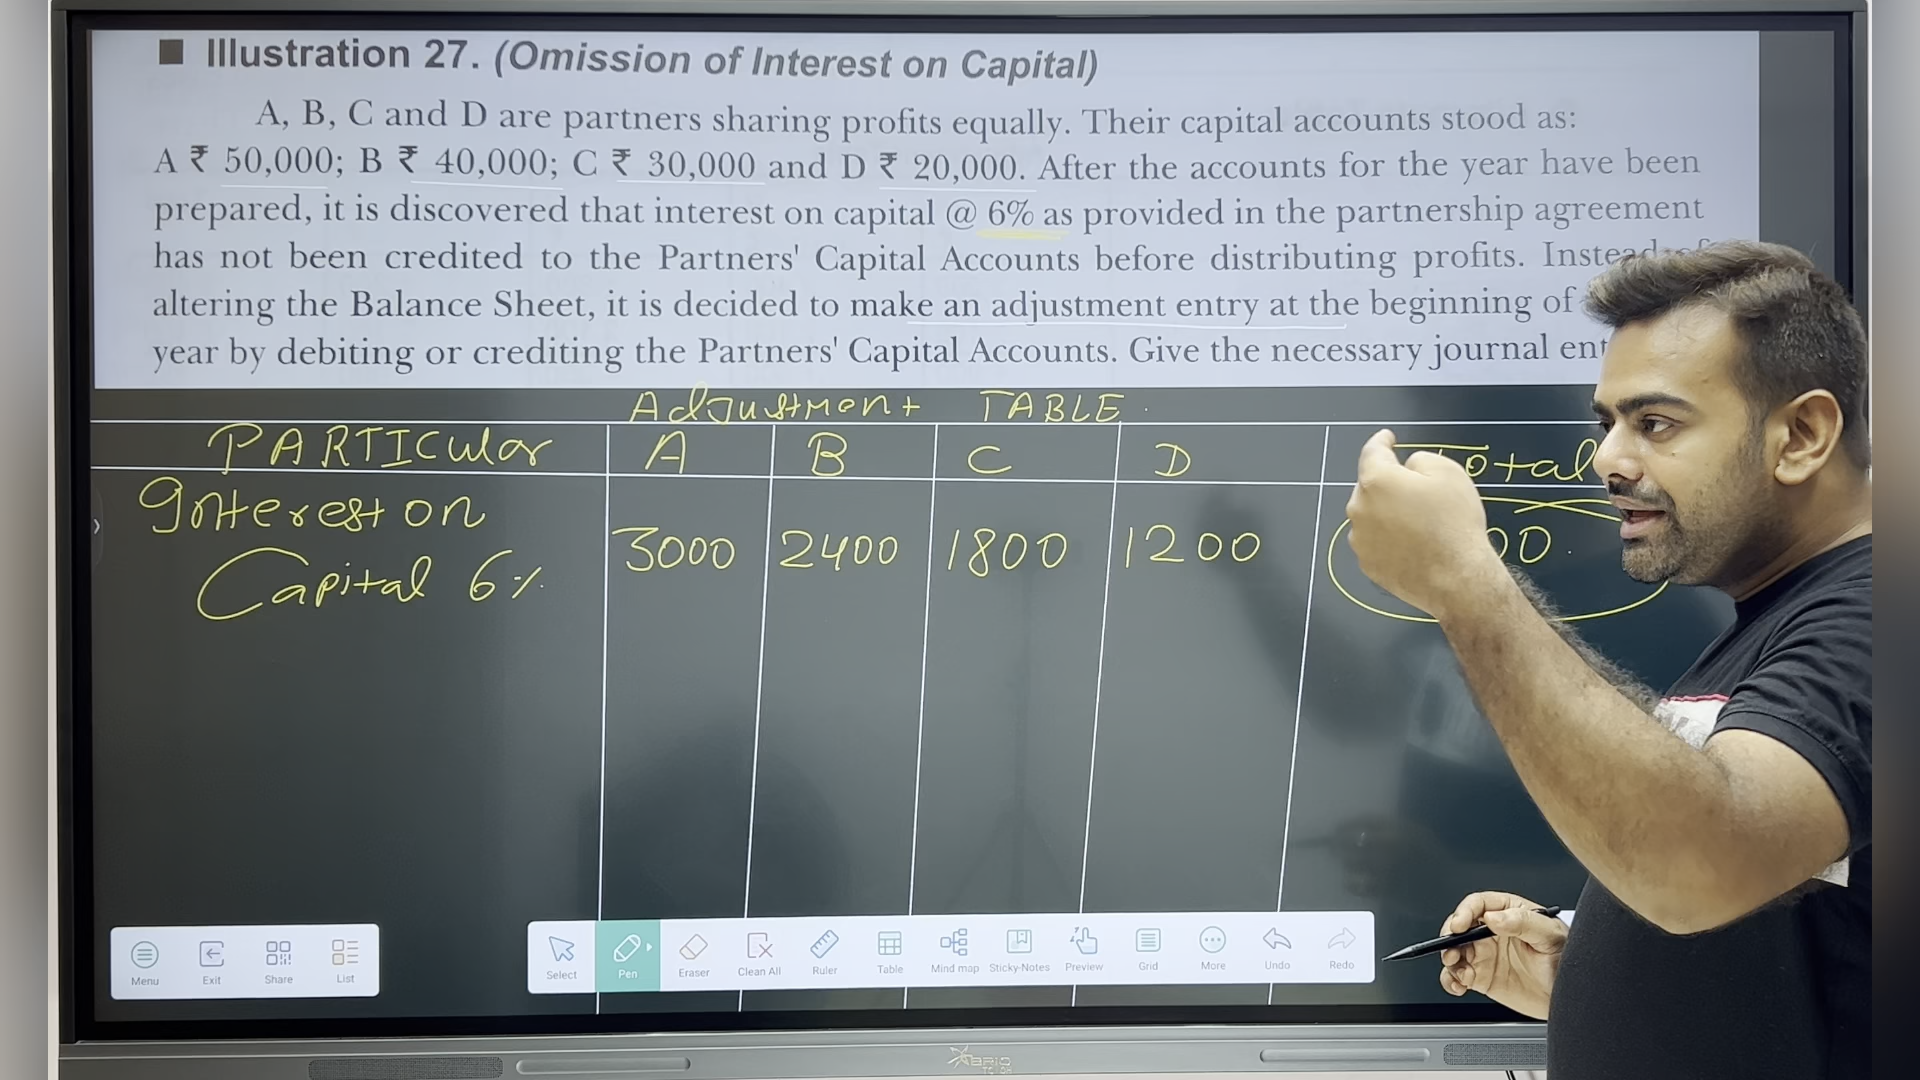 ■ Illustration 27. (Omission of Interest on Capital)
A, B, C and D are partners sharing profits equally. Their capital accounts stood as:
A ₹ 50,000; B ₹ 40,000; C ₹ 30,000 and D ₹ 20,000. After the accounts for the year have been
prepared, it is discovered that interest on capital @ 6% as provided in the partnership agreement
has not been credited to the Partners' Capital Accounts before distributing profits. Instead of
altering the Balance Sheet, it is decided to make an adjustment entry at the beginning of
year by debiting or crediting the Partners' Capital Accounts. Give the necessary journal ent
Adjustment TABLE
PARTICular A B C D Total
Interest on
Capital 6% 3000 2400 1800 1200 00
Menu Exit Share List
Select Pen Eraser Clean All Ruler Table Mind map Sticky-Notes Preview Grid More Undo Redo